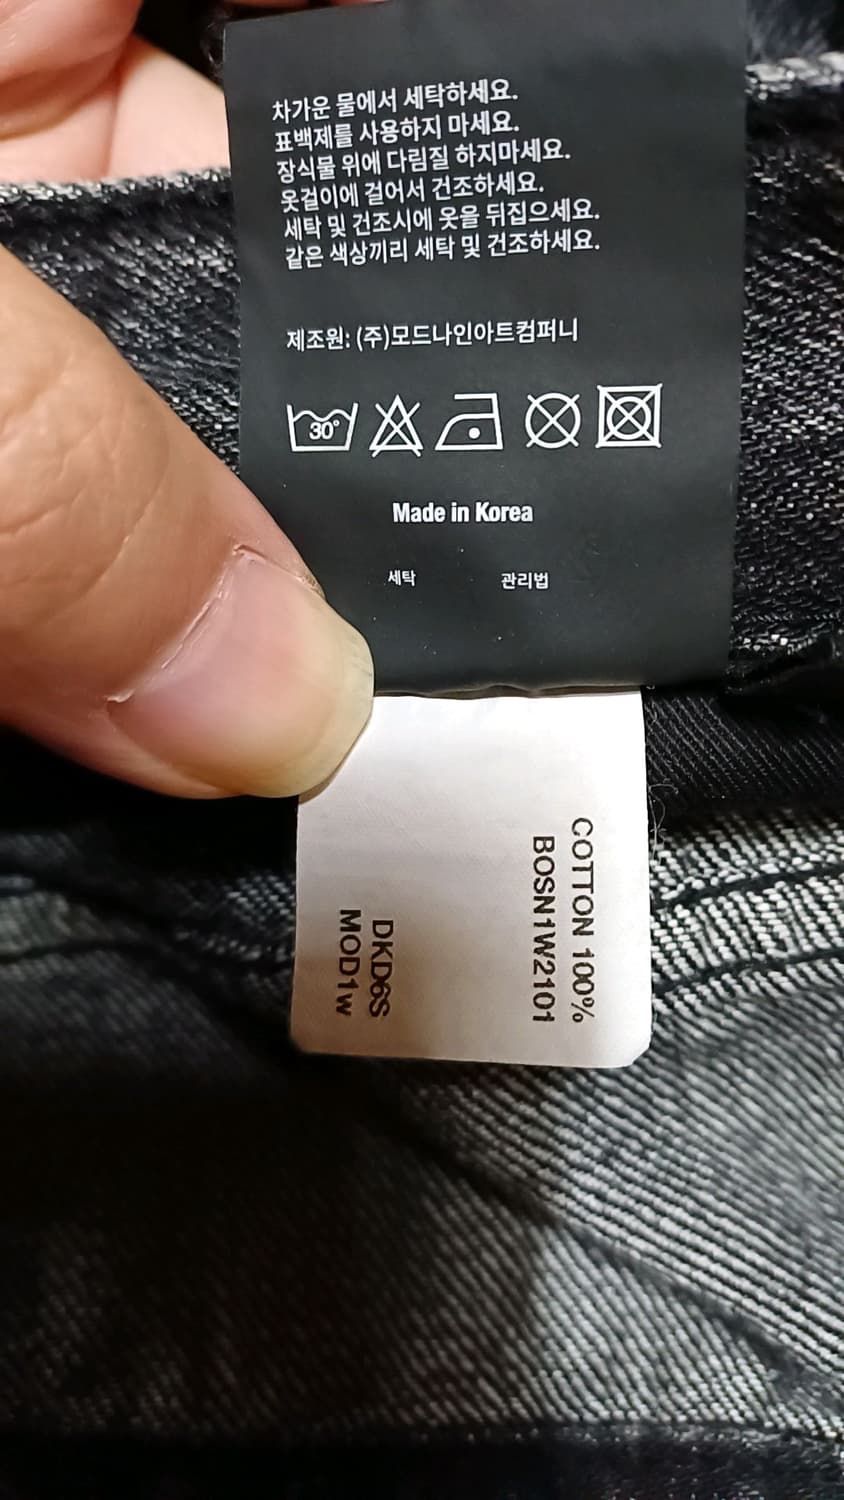 차가운 물에서 세탁하세요.
표백제를 사용하지 마세요.
장식물 위에 다림질 하지마세요.
옷걸이에 걸어서 건조하세요.
세탁 및 건조시에 옷을 뒤집으세요.
같은 색상끼리 세탁 및 건조하세요.
제조원: (주)모드나인아트컴퍼니
30°
Made in Korea
세탁 관리법
COTTON 100%
BOSN1W2101
DKD6S
MOD1w